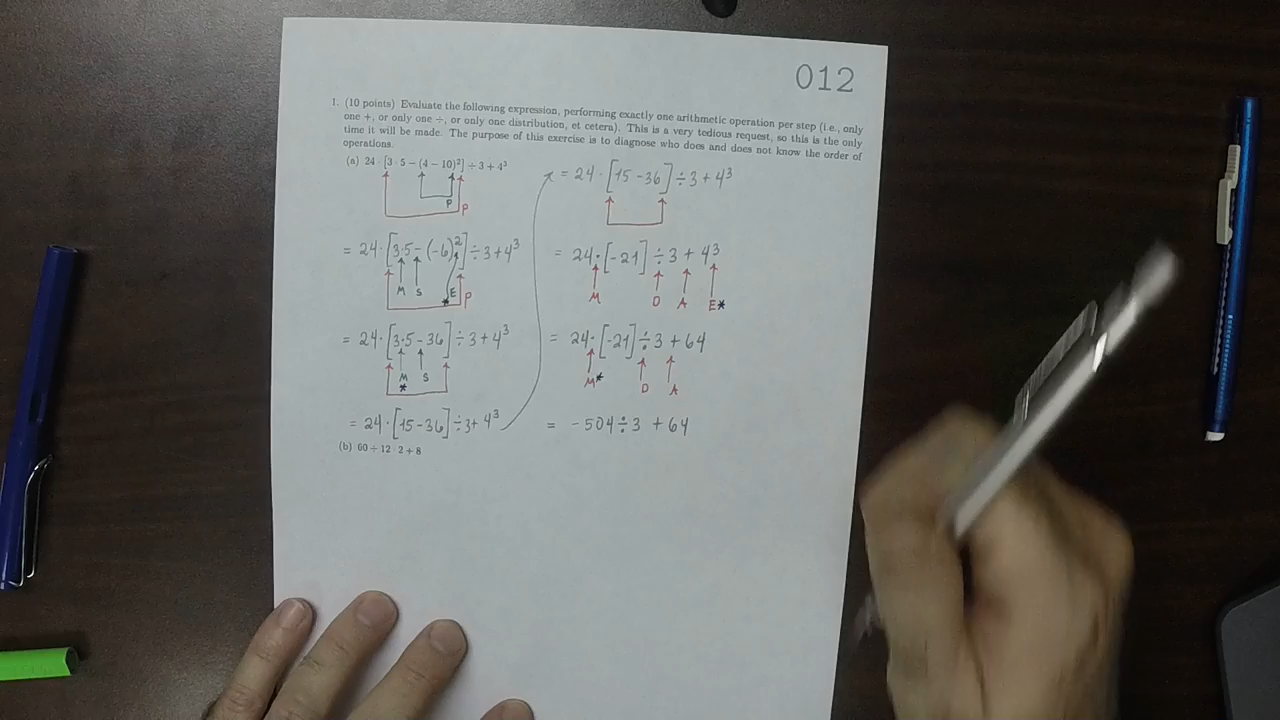 012
1. (10 points) Evaluate the following expression, performing exactly one arithmetic operation per step (i.e., only
one +, or only one ÷, or only one distribution, et cetera). This is a very tedious request, so this is the only
time it will be made. The purpose of this exercise is to diagnose who does and does not know the order of
operations.
(a) 24 · [3 · 5 − (4 − 10)²] ÷ 3 + 4³
P
P
= 24 · [3·5 − (−6)²] ÷ 3 + 4³
M S *E P
= 24 · [3·5 − 36] ÷ 3 + 4³
M S
*
= 24 · [15 − 36] ÷ 3 + 4³
= 24 · [15 − 36] ÷ 3 + 4³
= 24 · [−21] ÷ 3 + 4³
M D A E*
= 24 · [−21] ÷ 3 + 64
M* D A
= −504 ÷ 3 + 64
(b) 60 ÷ 12 · 2 + 8